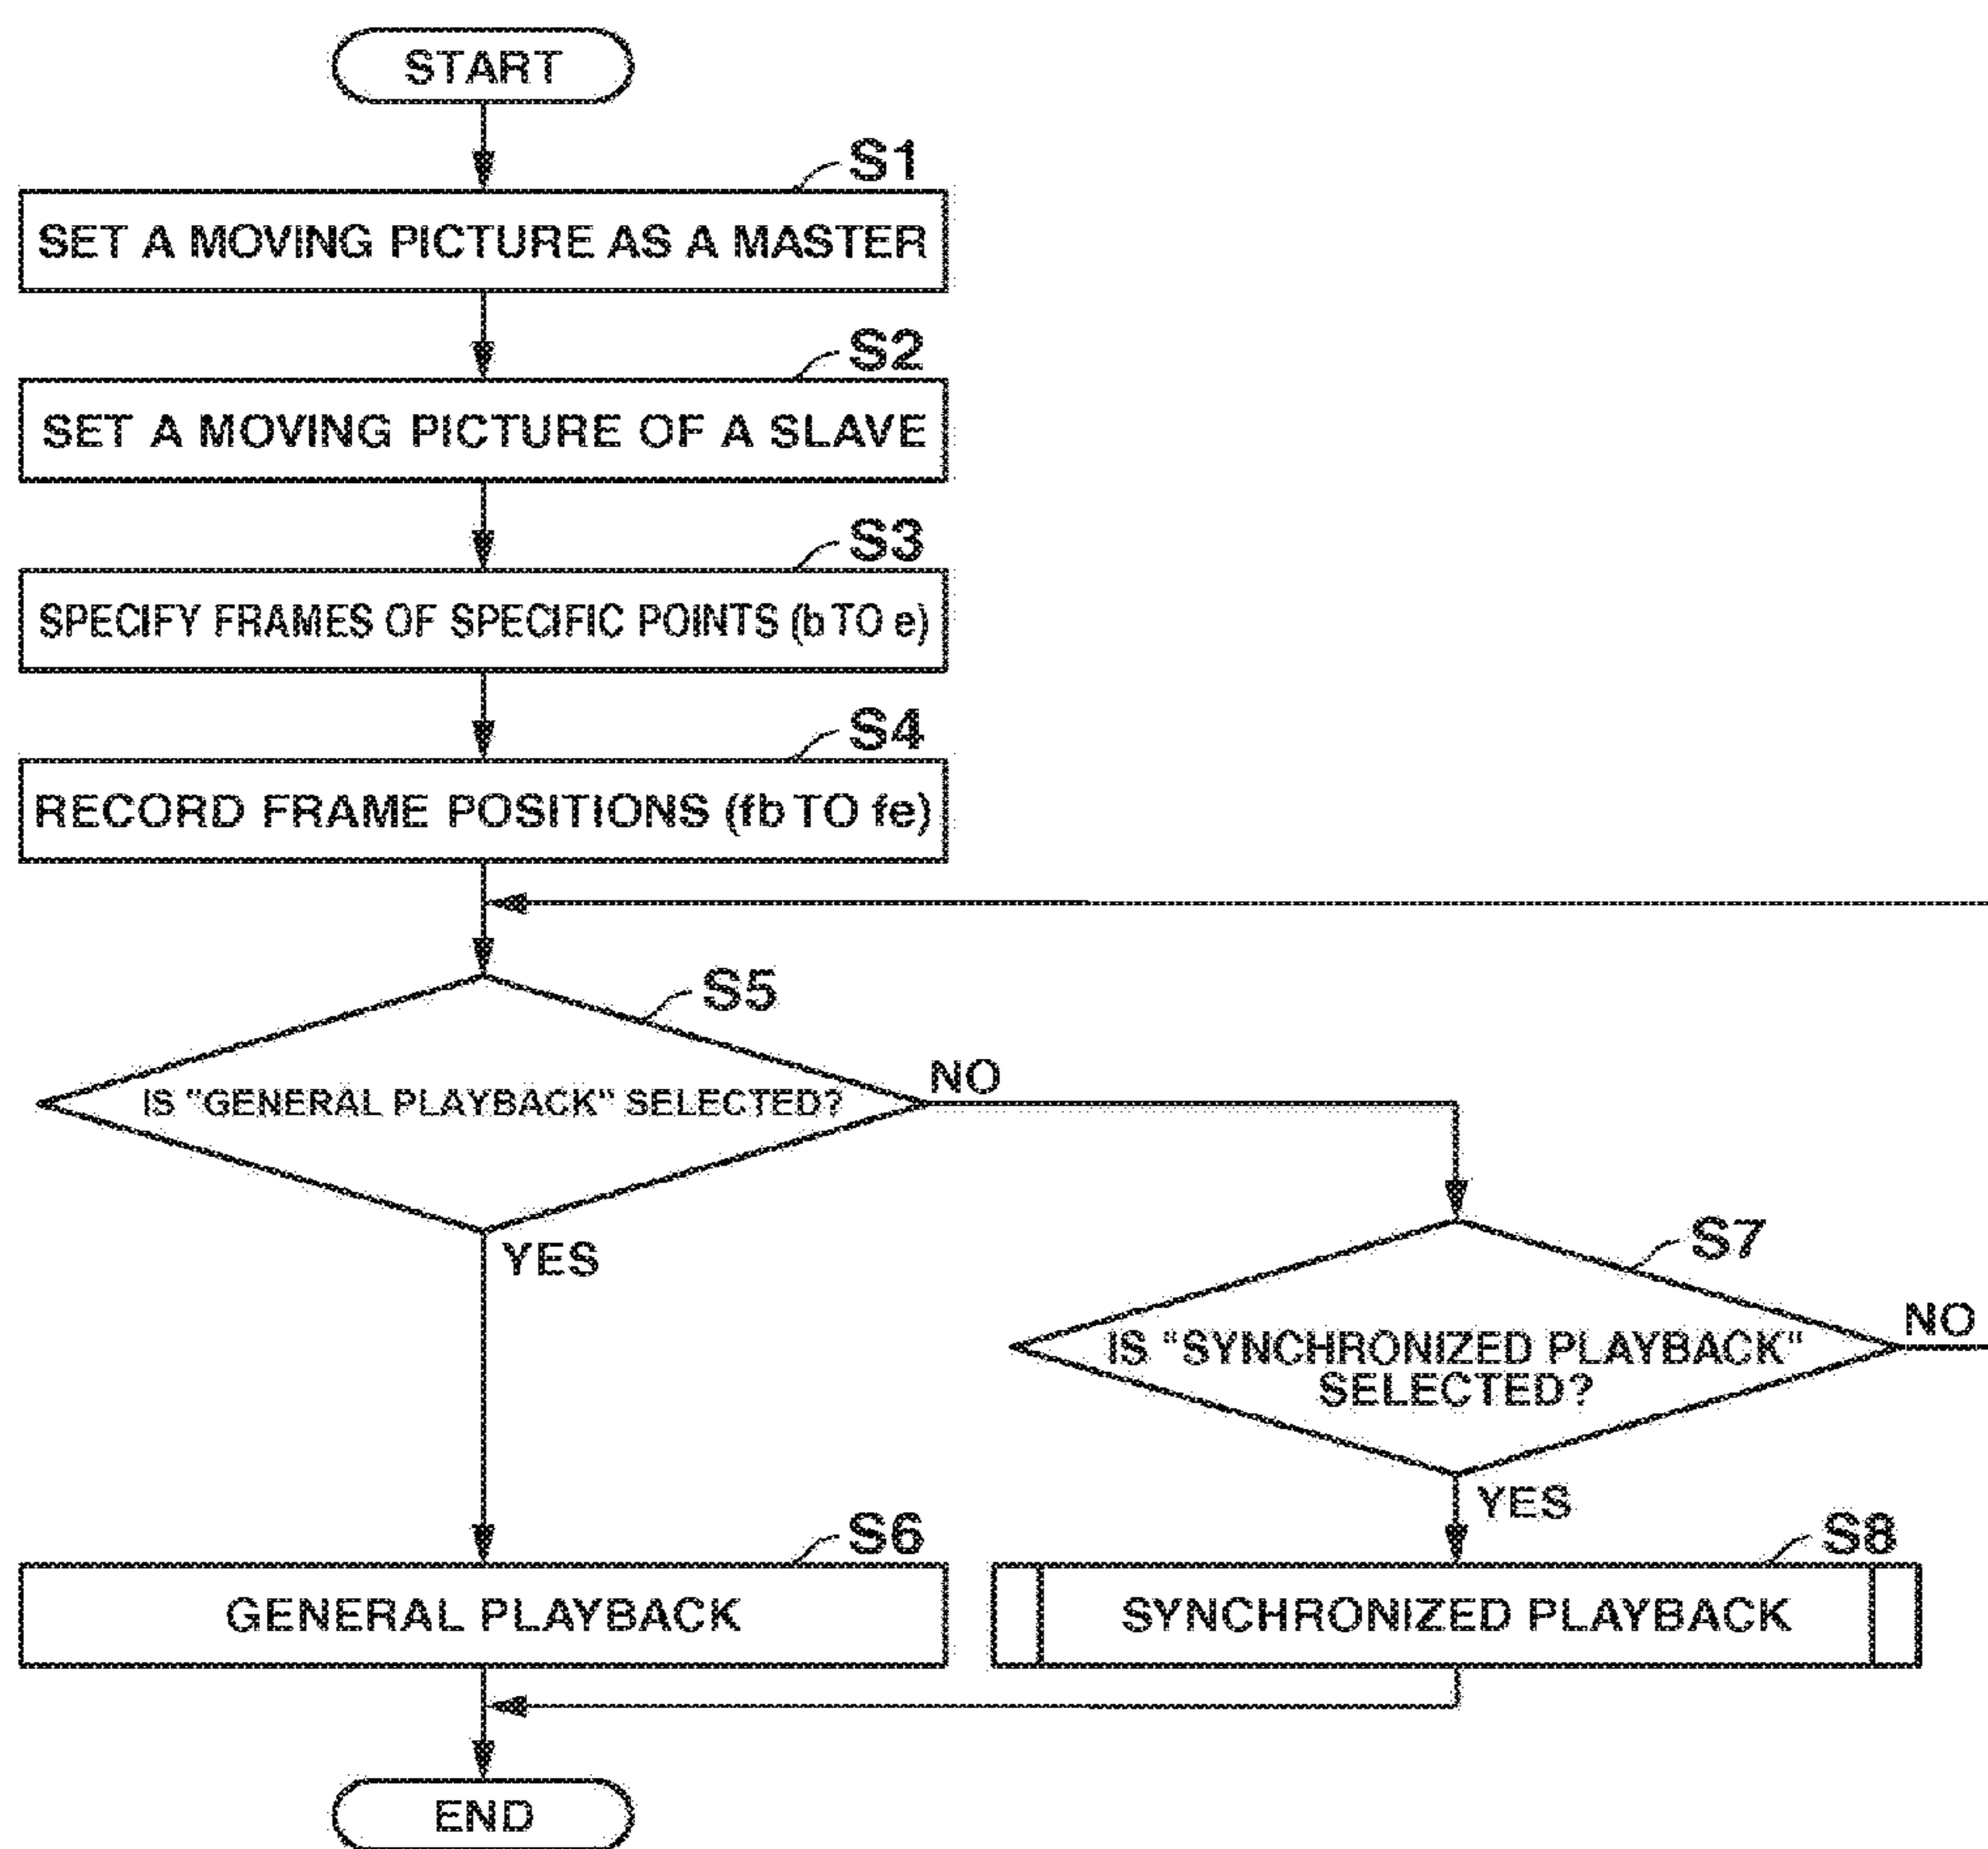 START
S1
SET A MOVING PICTURE AS A MASTER
S2
SET A MOVING PICTURE OF A SLAVE
S3
SPECIFY FRAMES OF SPECIFIC POINTS (b TO e)
S4
RECORD FRAME POSITIONS (fb TO fe)
S5
IS "GENERAL PLAYBACK" SELECTED?
NO
YES
S7
IS "SYNCHRONIZED PLAYBACK"
SELECTED?
NO
YES
S6
GENERAL PLAYBACK
S8
SYNCHRONIZED PLAYBACK
END